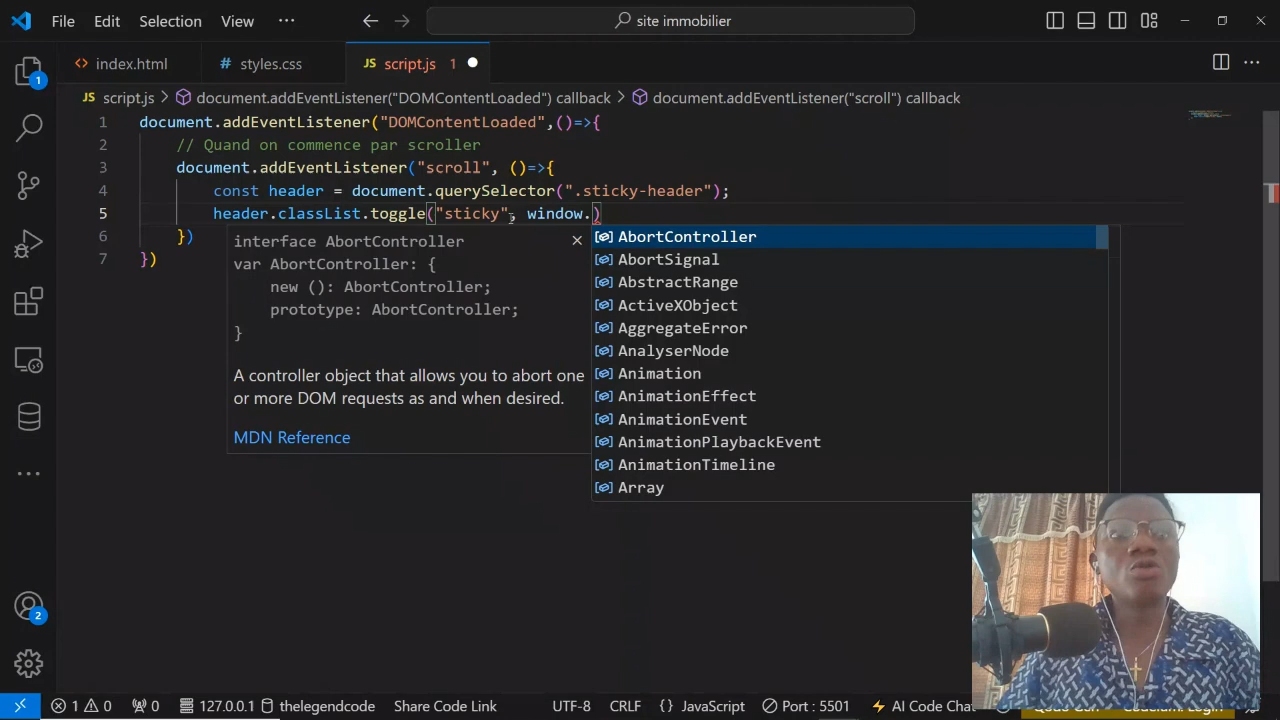 File Edit Selection View ··· site immobilier
index.html styles.css JS script.js 1
JS script.js > document.addEventListener("DOMContentLoaded") callback > document.addEventListener("scroll") callback
1 document.addEventListener("DOMContentLoaded",()=>{
2 // Quand on commence par scroller
3 document.addEventListener("scroll", ()=>{
4 const header = document.querySelector(".sticky-header");
5 header.classList.toggle("sticky", window.)
6 })
7 })
interface AbortController
var AbortController: {
new (): AbortController;
prototype: AbortController;
}
A controller object that allows you to abort one
or more DOM requests as and when desired.
MDN Reference
AbortController
AbortSignal
AbstractRange
ActiveXObject
AggregateError
AnalyserNode
Animation
AnimationEffect
AnimationEvent
AnimationPlaybackEvent
AnimationTimeline
Array
1
2
1 0 0 127.0.0.1 thelegendcode Share Code Link UTF-8 CRLF {} JavaScript Port : 5501 AI Code Chat